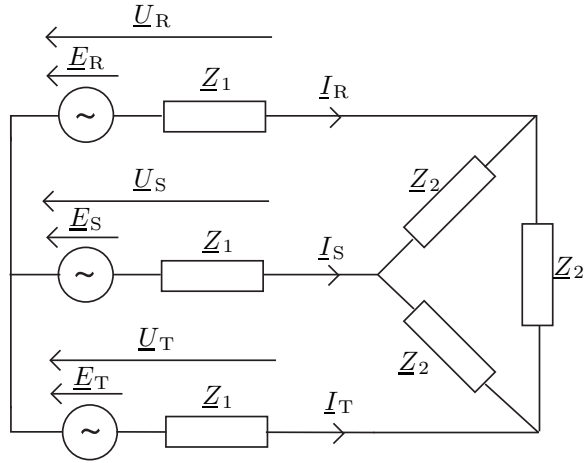 U_R
E_R
Z_1
I_R
U_S
Z_2
E_S
Z_1
I_S
Z_2
U_T
Z_2
E_T
Z_1
I_T